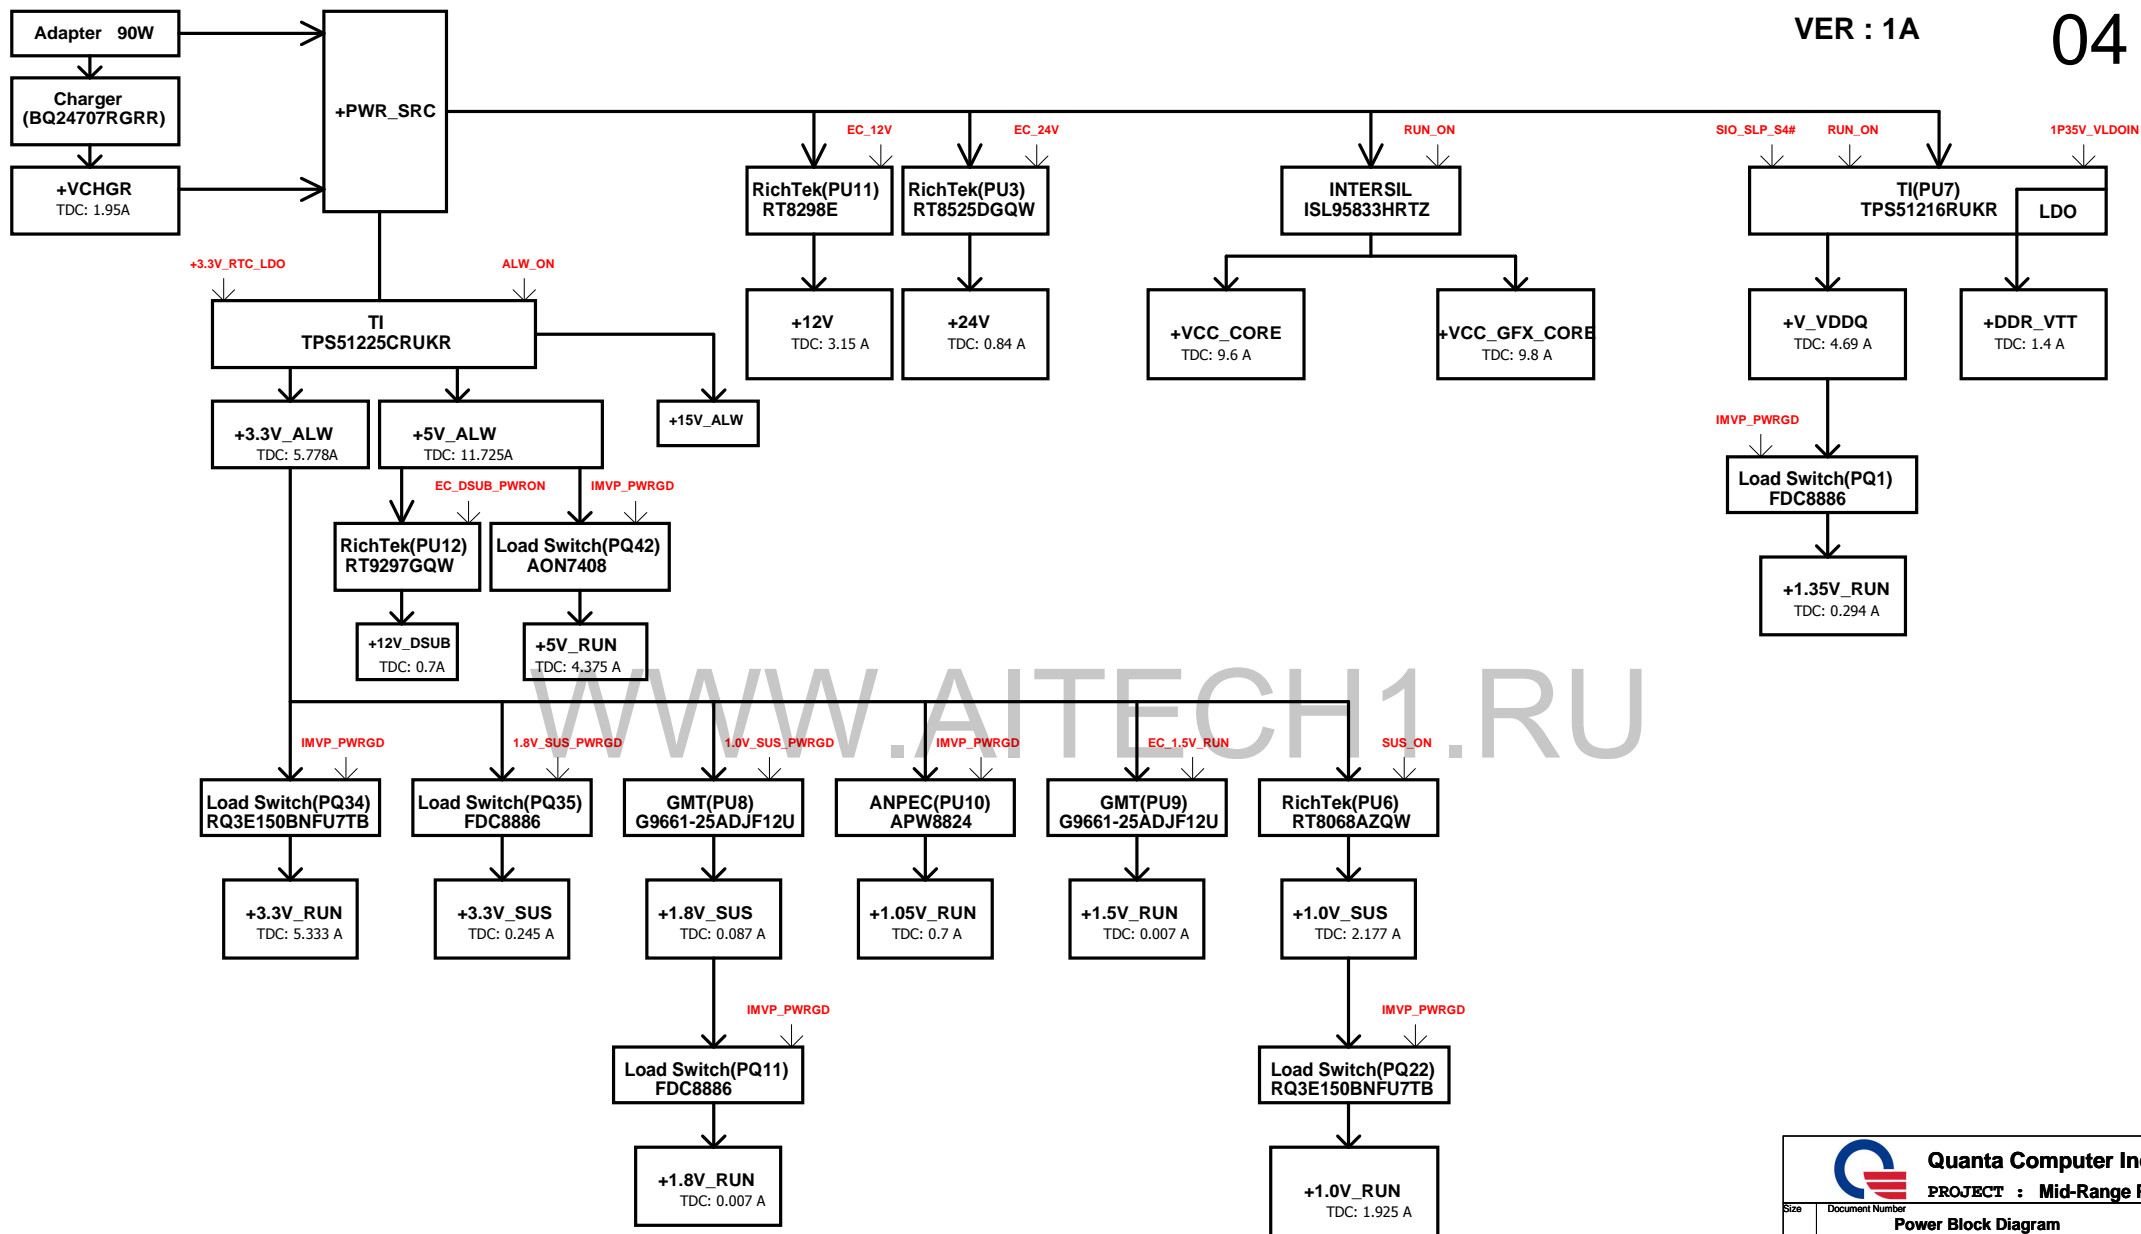 VER : 1A
04
Adapter 90W
Charger
(BQ24707RGRR)
+VCHGR
TDC: 1.95A
+PWR_SRC
EC_12V
EC_24V
RUN_ON
SIO_SLP_S4#
RUN_ON
1P35V_VLDOIN
RichTek(PU11)
RT8298E
RichTek(PU3)
RT8525DGQW
INTERSIL
ISL95833HRTZ
TI(PU7)
TPS51216RUKR
LDO
+3.3V_RTC_LDO
ALW_ON
TI
TPS51225CRUKR
+12V
TDC: 3.15 A
+24V
TDC: 0.84 A
+VCC_CORE
TDC: 9.6 A
+VCC_GFX_CORE
TDC: 9.8 A
+V_VDDQ
TDC: 4.69 A
+DDR_VTT
TDC: 1.4 A
+3.3V_ALW
TDC: 5.778A
+5V_ALW
TDC: 11.725A
+15V_ALW
IMVP_PWRGD
Load Switch(PQ1)
FDC8886
EC_DSUB_PWRON
IMVP_PWRGD
RichTek(PU12)
RT9297GQW
Load Switch(PQ42)
AON7408
+1.35V_RUN
TDC: 0.294 A
+12V_DSUB
TDC: 0.7A
+5V_RUN
TDC: 4.375 A
WWW.AITECH1.RU
IMVP_PWRGD
1.8V_SUS_PWRGD
1.0V_SUS_PWRGD
IMVP_PWRGD
EC_1.5V_RUN
SUS_ON
Load Switch(PQ34)
RQ3E150BNFU7TB
Load Switch(PQ35)
FDC8886
GMT(PU8)
G9661-25ADJF12U
ANPEC(PU10)
APW8824
GMT(PU9)
G9661-25ADJF12U
RichTek(PU6)
RT8068AZQW
+3.3V_RUN
TDC: 5.333 A
+3.3V_SUS
TDC: 0.245 A
+1.8V_SUS
TDC: 0.087 A
+1.05V_RUN
TDC: 0.7 A
+1.5V_RUN
TDC: 0.007 A
+1.0V_SUS
TDC: 2.177 A
IMVP_PWRGD
IMVP_PWRGD
Load Switch(PQ11)
FDC8886
Load Switch(PQ22)
RQ3E150BNFU7TB
+1.8V_RUN
TDC: 0.007 A
+1.0V_RUN
TDC: 1.925 A
Quanta Computer In
PROJECT : Mid-Range
Size
Document Number
Power Block Diagram